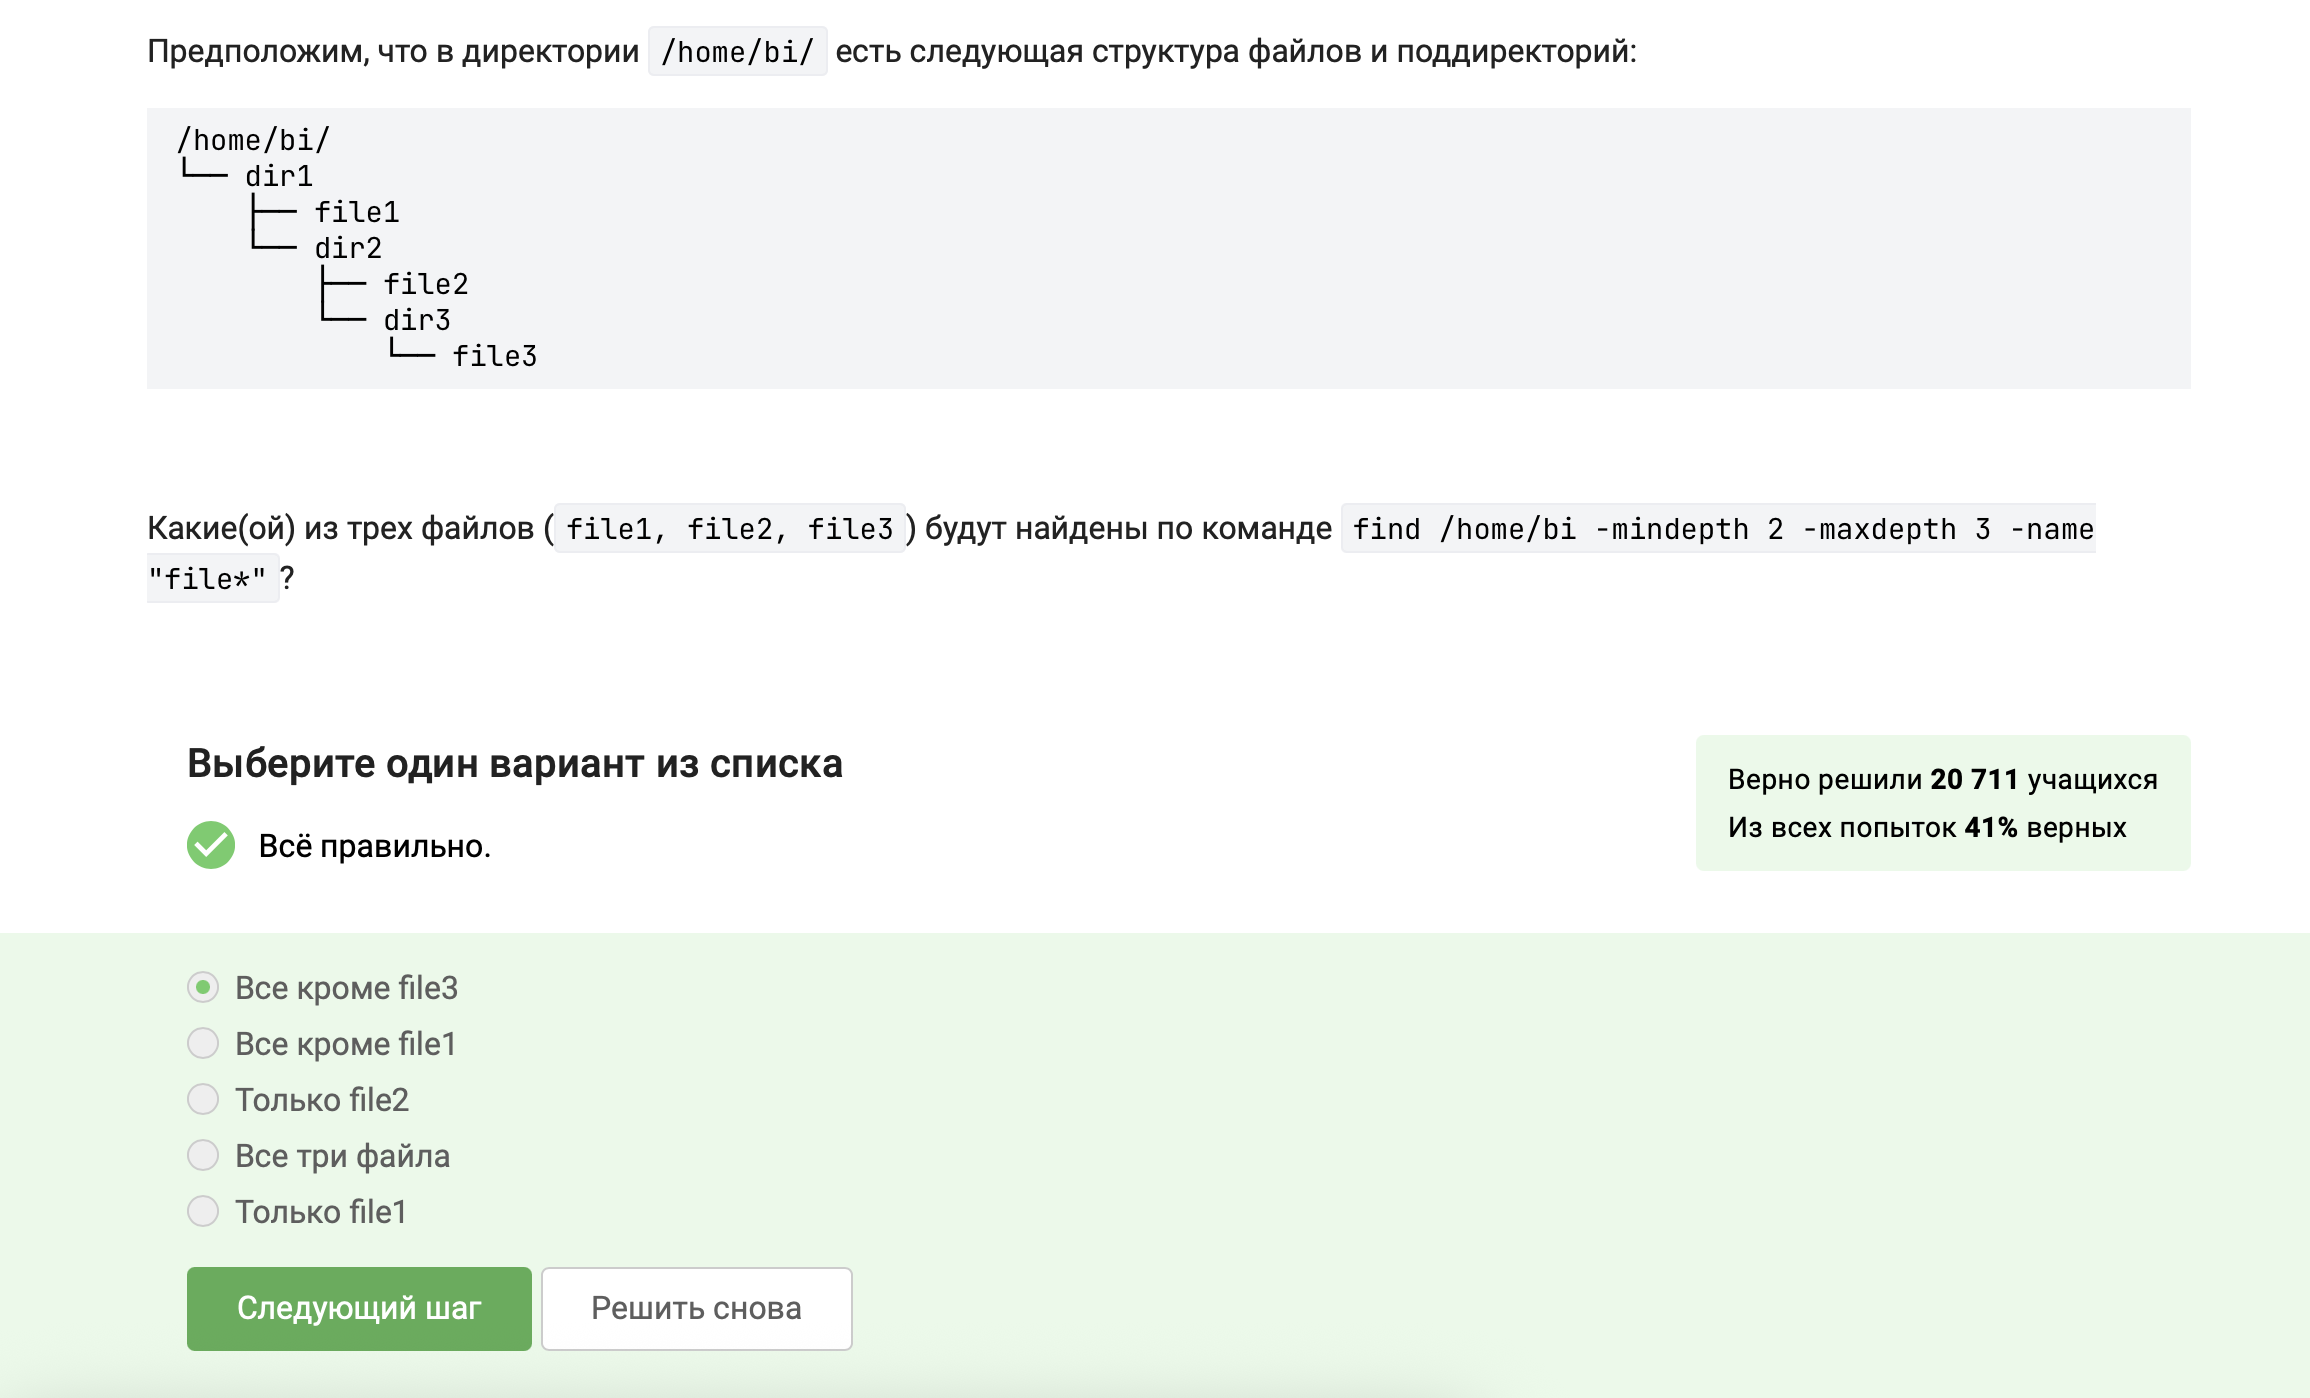 Предположим, что в директории /home/bi/ есть следующая структура файлов и поддиректорий:
/home/bi/
└── dir1
    ├── file1
    └── dir2
        ├── file2
        └── dir3
            └── file3
Какие(ой) из трех файлов (file1, file2, file3) будут найдены по команде find /home/bi -mindepth 2 -maxdepth 3 -name
"file*"?
Выберите один вариант из списка
Всё правильно.
Верно решили 20 711 учащихся
Из всех попыток 41% верных
Все кроме file3
Все кроме file1
Только file2
Все три файла
Только file1
Следующий шаг
Решить снова